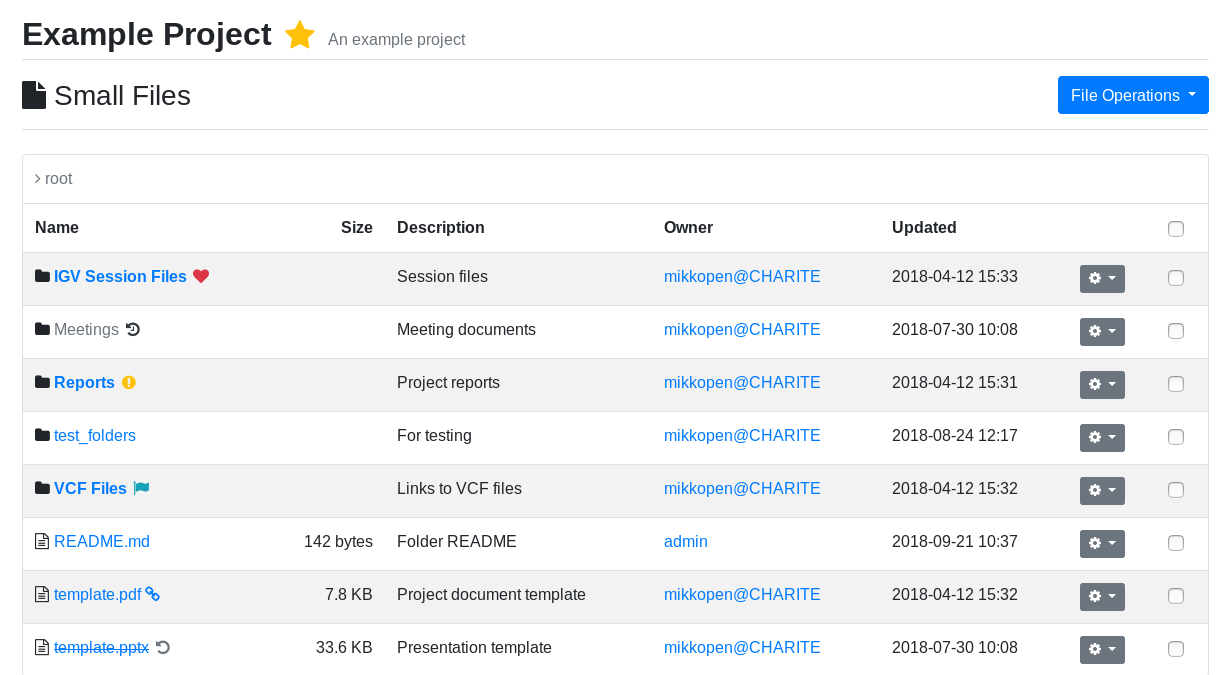 Example Project An example project
Small Files File Operations
root
Name Size Description Owner Updated
IGV Session Files Session files mikkopen@CHARITE 2018-04-12 15:33
Meetings Meeting documents mikkopen@CHARITE 2018-07-30 10:08
Reports Project reports mikkopen@CHARITE 2018-04-12 15:31
test_folders For testing mikkopen@CHARITE 2018-08-24 12:17
VCF Files Links to VCF files mikkopen@CHARITE 2018-04-12 15:32
README.md 142 bytes Folder README admin 2018-09-21 10:37
template.pdf 7.8 KB Project document template mikkopen@CHARITE 2018-04-12 15:32
template.pptx 33.6 KB Presentation template mikkopen@CHARITE 2018-07-30 10:08